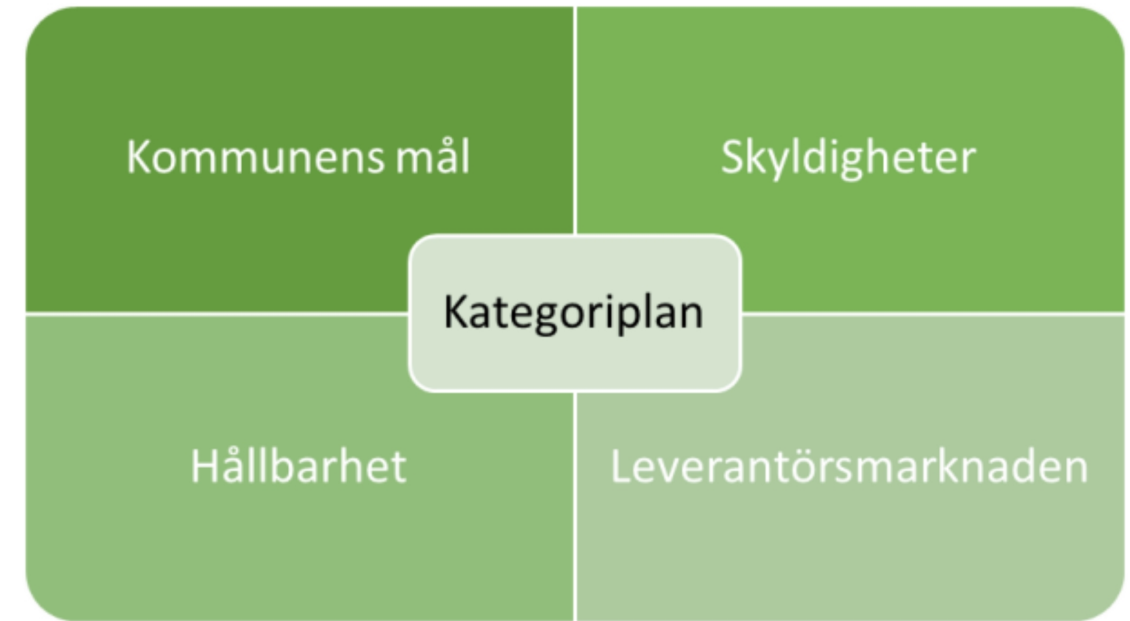 Kommunens mål
Skyldigheter
Kategoriplan
Hållbarhet
Leverantörsmarknaden